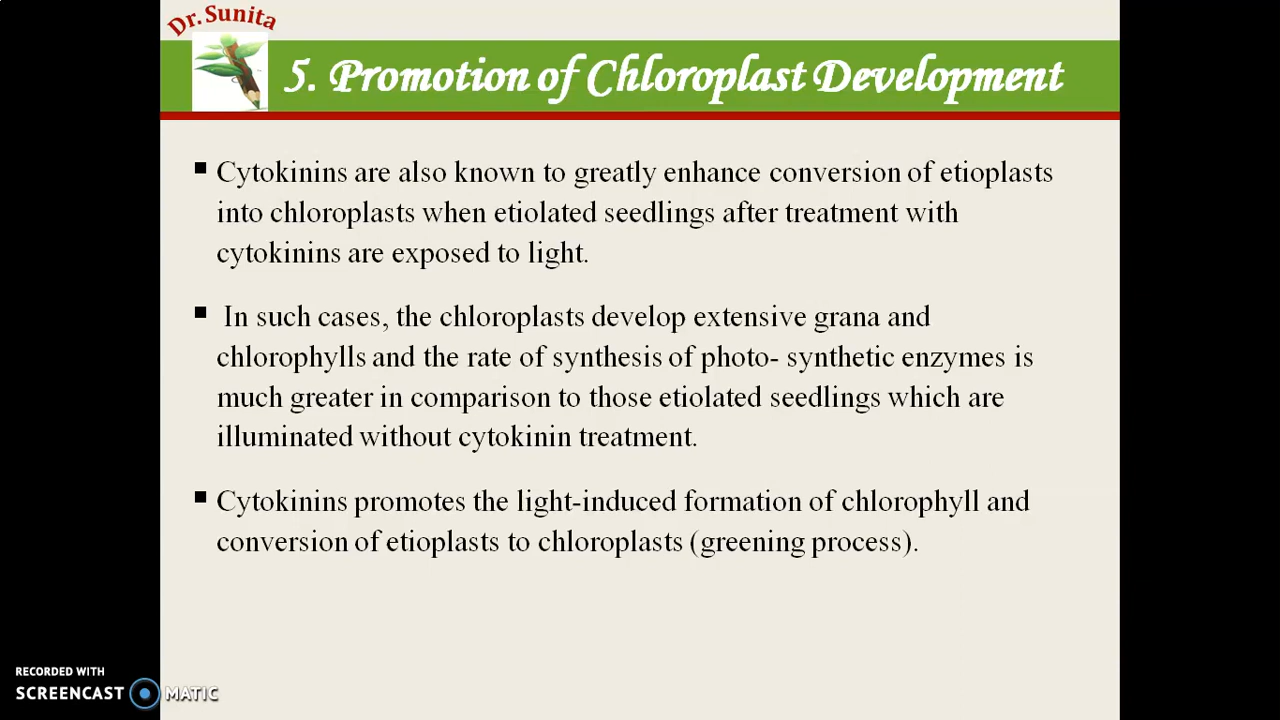 Dr. Sunita
5. Promotion of Chloroplast Development
▪ Cytokinins are also known to greatly enhance conversion of etioplasts
into chloroplasts when etiolated seedlings after treatment with
cytokinins are exposed to light.
▪ In such cases, the chloroplasts develop extensive grana and
chlorophylls and the rate of synthesis of photo- synthetic enzymes is
much greater in comparison to those etiolated seedlings which are
illuminated without cytokinin treatment.
▪ Cytokinins promotes the light-induced formation of chlorophyll and
conversion of etioplasts to chloroplasts (greening process).
RECORDED WITH
SCREENCAST MATIC